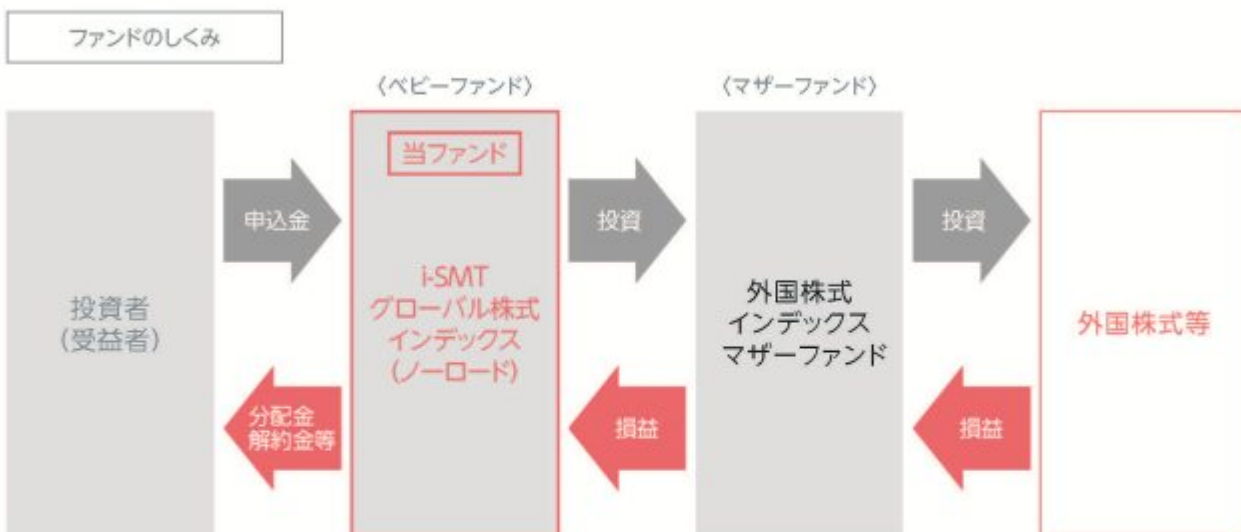 ファンドのしくみ
〈ベビーファンド〉
〈マザーファンド〉
当ファンド
申込金
投資
投資
投資者
(受益者)
i-SMT
グローバル株式
インデックス
(ノーロード)
外国株式
インデックス
マザーファンド
外国株式等
分配金
解約金等
損益
損益